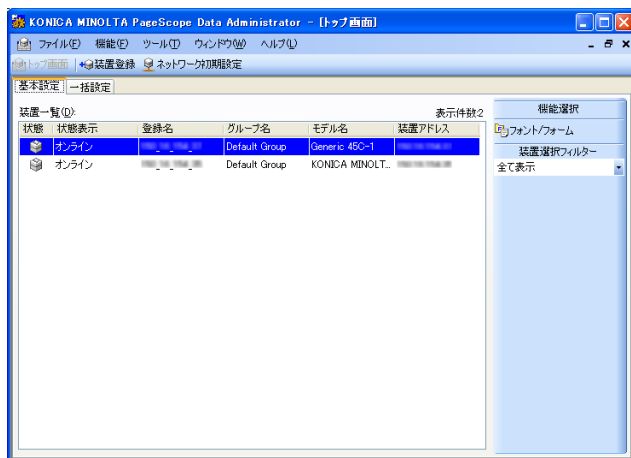 KONICA MINOLTA PageScope Data Administrator - [トップ画面]
ファイル(F) 機能(F) ツール(T) ウィンドウ(W) ヘルプ(L)
トップ画面 装置登録 ネットワーク初期設定
基本設定 一括設定
装置一覧(D): 表示件数:2
状態 状態表示 登録名 グループ名 モデル名 装置アドレス
オンライン Default Group Generic 45C-1
オンライン Default Group KONICA MINOLT...
機能選択
フォント/フォーム
装置選択フィルター
全て表示